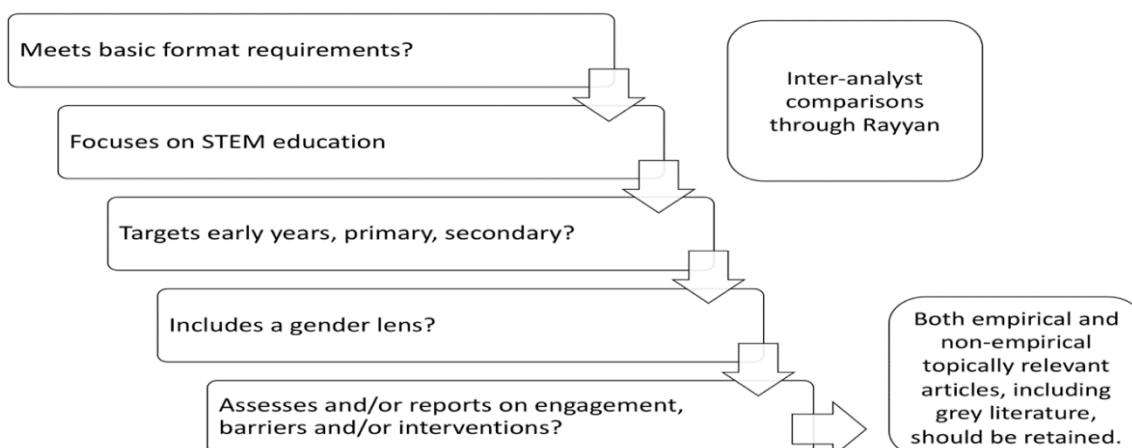 Meets basic format requirements?
Inter-analyst
comparisons
through Rayyan
Focuses on STEM education
Targets early years, primary, secondary?
Includes a gender lens?
Assesses and/or reports on engagement,
barriers and/or interventions?
Both empirical and
non-empirical
topically relevant
articles, including
grey literature,
should be retained.